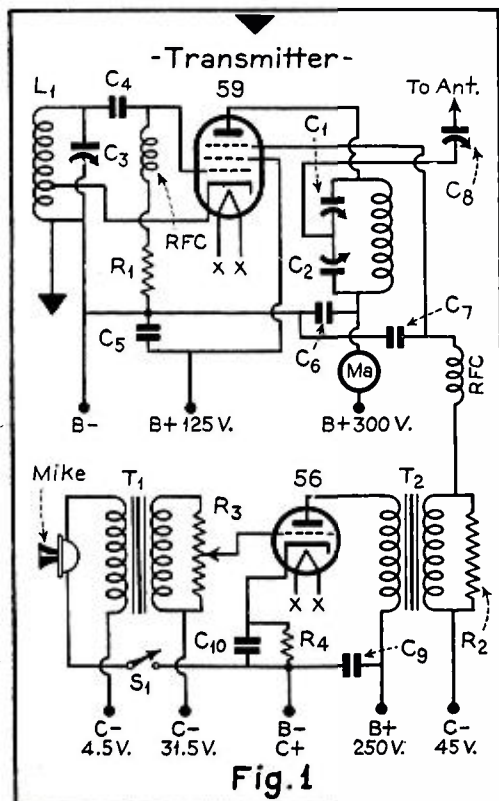 -Transmitter-
L1
C4
59
To Ant.
C3
C1
C8
RFC
R1
C2
C5
C6
C7
X X
Ma
RFC
B-
B+125 V.
B+300 V.
Mike
T1
R3
56
T2
X X
C10
R4
C9
R2
S1
C-
4.5 V.
C-
31.5 V.
B-
C+
B+
250 V.
C-
45 V.
Fig. 1